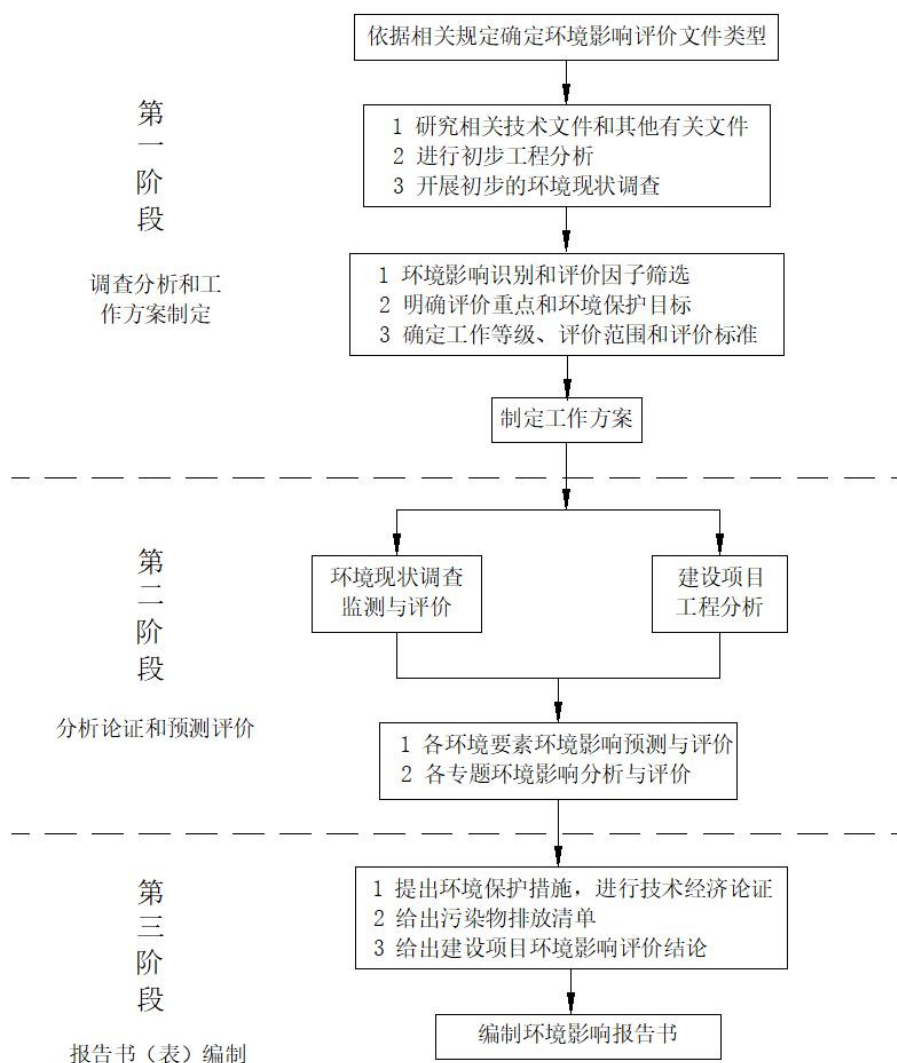 依据相关规定确定环境影响评价文件类型
第
一
阶
段
调查分析和工
作方案制定
1 研究相关技术文件和其他有关文件
2 进行初步工程分析
3 开展初步的环境现状调查
1 环境影响识别和评价因子筛选
2 明确评价重点和环境保护目标
3 确定工作等级、评价范围和评价标准
制定工作方案
第
二
阶
段
分析论证和预测评价
环境现状调查
监测与评价
建设项目
工程分析
1 各环境要素环境影响预测与评价
2 各专题环境影响分析与评价
第
三
阶
段
报告书（表）编制
1 提出环境保护措施，进行技术经济论证
2 给出污染物排放清单
3 给出建设项目环境影响评价结论
编制环境影响报告书